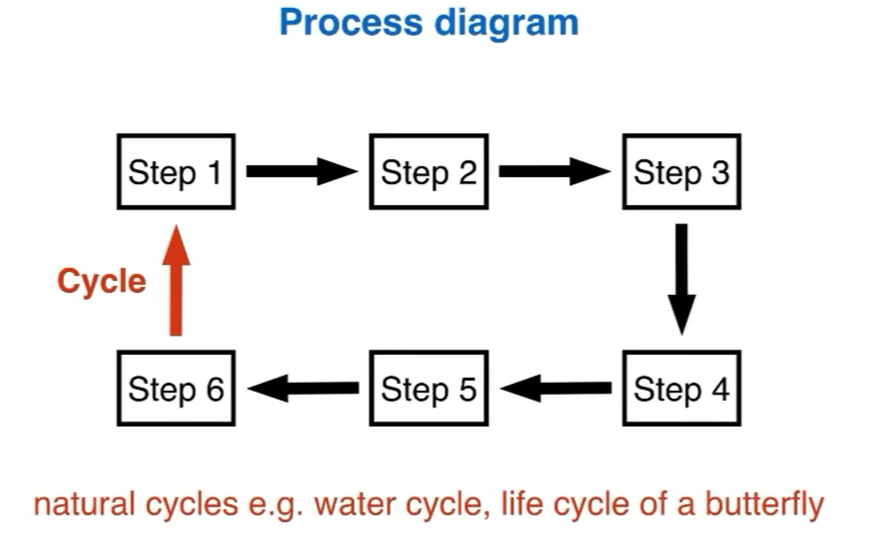 Process diagram
Step 1
Step 2
Step 3
Cycle
Step 6
Step 5
Step 4
natural cycles e.g. water cycle, life cycle of a butterfly